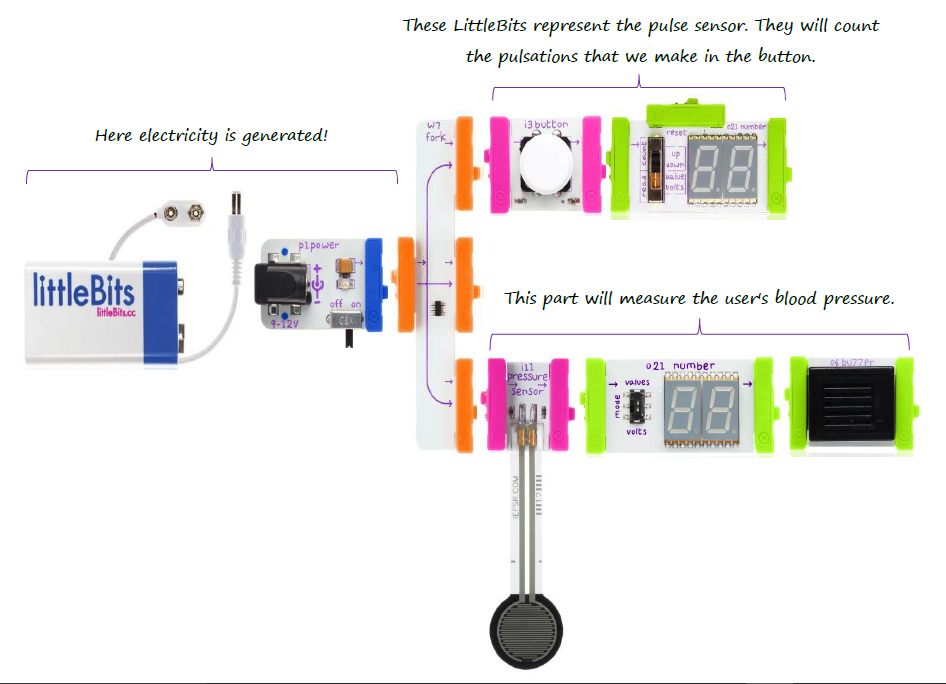 These LittleBits represent the pulse sensor. They will count
the pulsations that we make in the button.
Here electricity is generated!
w7
fork
i3 button
o21 number
reset
read count
up
down
value
volts
littleBits
littleBits.cc
p1 power
off on
9-12V
This part will measure the user's blood pressure.
i11
pressure
sensor
o21 number
values
mode
volts
o6 buzzer